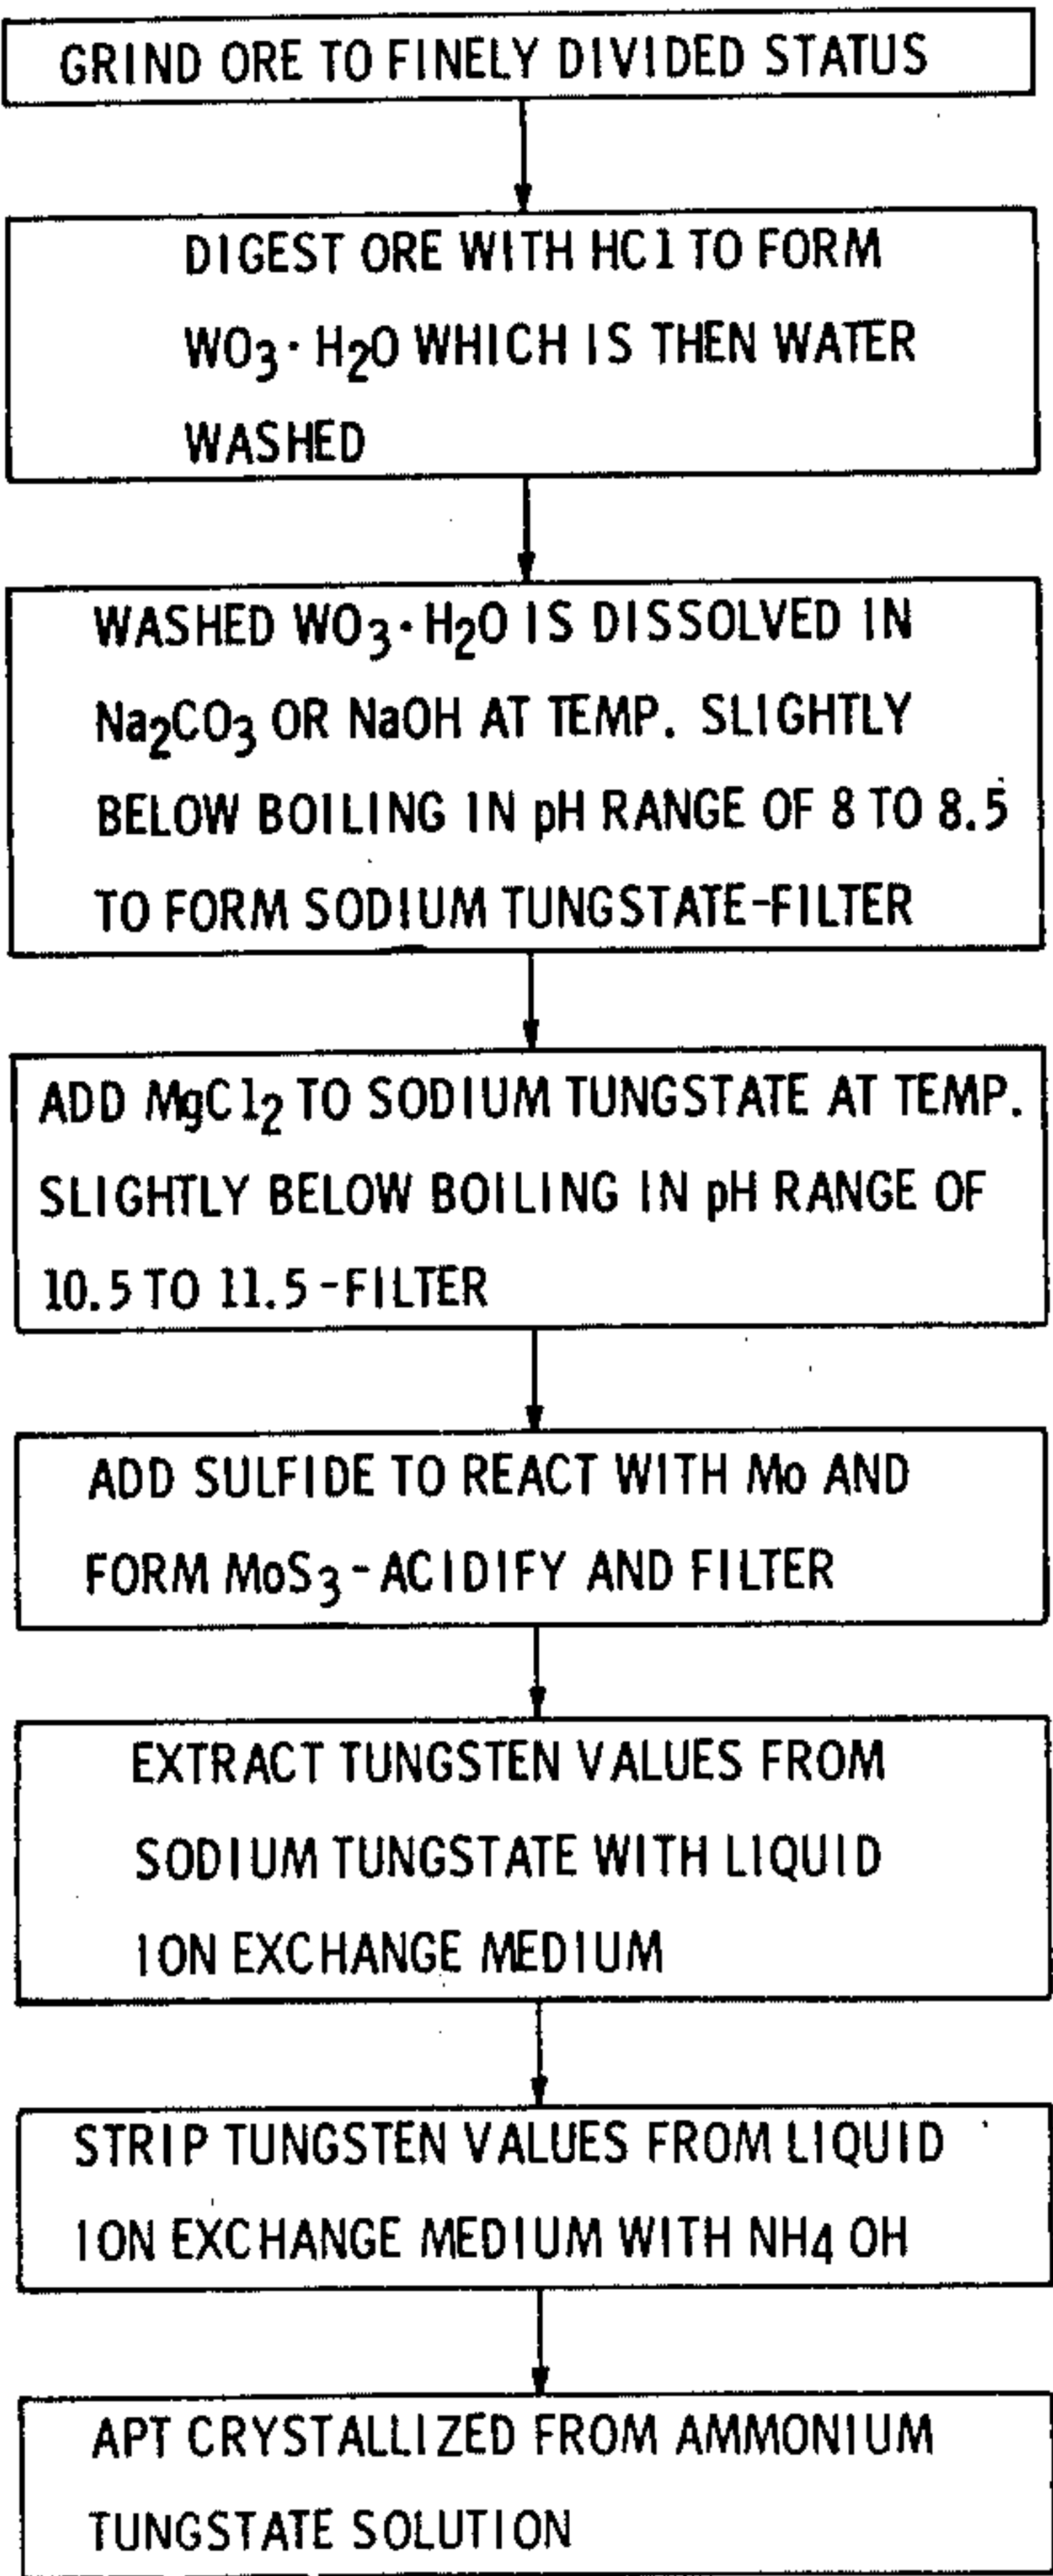 GRIND ORE TO FINELY DIVIDED STATUS
DIGEST ORE WITH HCl TO FORM
WO₃·H₂O WHICH IS THEN WATER
WASHED
WASHED WO₃·H₂O IS DISSOLVED IN
Na₂CO₃ OR NaOH AT TEMP. SLIGHTLY
BELOW BOILING IN pH RANGE OF 8 TO 8.5
TO FORM SODIUM TUNGSTATE-FILTER
ADD MgCl₂ TO SODIUM TUNGSTATE AT TEMP.
SLIGHTLY BELOW BOILING IN pH RANGE OF
10.5 TO 11.5-FILTER
ADD SULFIDE TO REACT WITH Mo AND
FORM MoS₃-ACIDIFY AND FILTER
EXTRACT TUNGSTEN VALUES FROM
SODIUM TUNGSTATE WITH LIQUID
ION EXCHANGE MEDIUM
STRIP TUNGSTEN VALUES FROM LIQUID
ION EXCHANGE MEDIUM WITH NH₄ OH
APT CRYSTALLIZED FROM AMMONIUM
TUNGSTATE SOLUTION